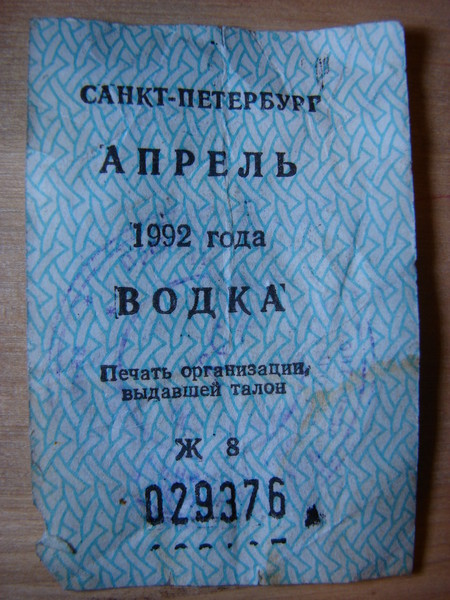 САНКТ-ПЕТЕРБУРГ
АПРЕЛЬ
1992 года
ВОДКА
Печать организации,
выдавшей талон
Ж 8
029376